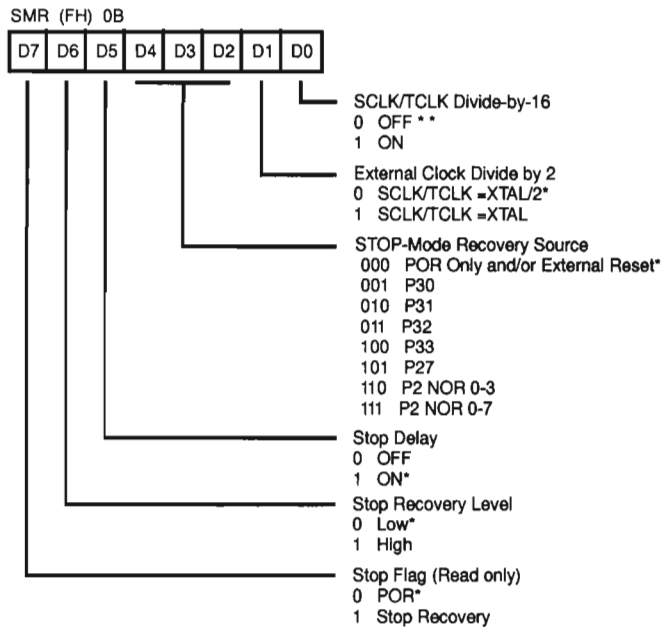 SMR (FH) 0B
D7 D6 D5 D4 D3 D2 D1 D0
SCLK/TCLK Divide-by-16
0 OFF * *
1 ON
External Clock Divide by 2
0 SCLK/TCLK =XTAL/2*
1 SCLK/TCLK =XTAL
STOP-Mode Recovery Source
000 POR Only and/or External Reset*
001 P30
010 P31
011 P32
100 P33
101 P27
110 P2 NOR 0-3
111 P2 NOR 0-7
Stop Delay
0 OFF
1 ON*
Stop Recovery Level
0 Low*
1 High
Stop Flag (Read only)
0 POR*
1 Stop Recovery